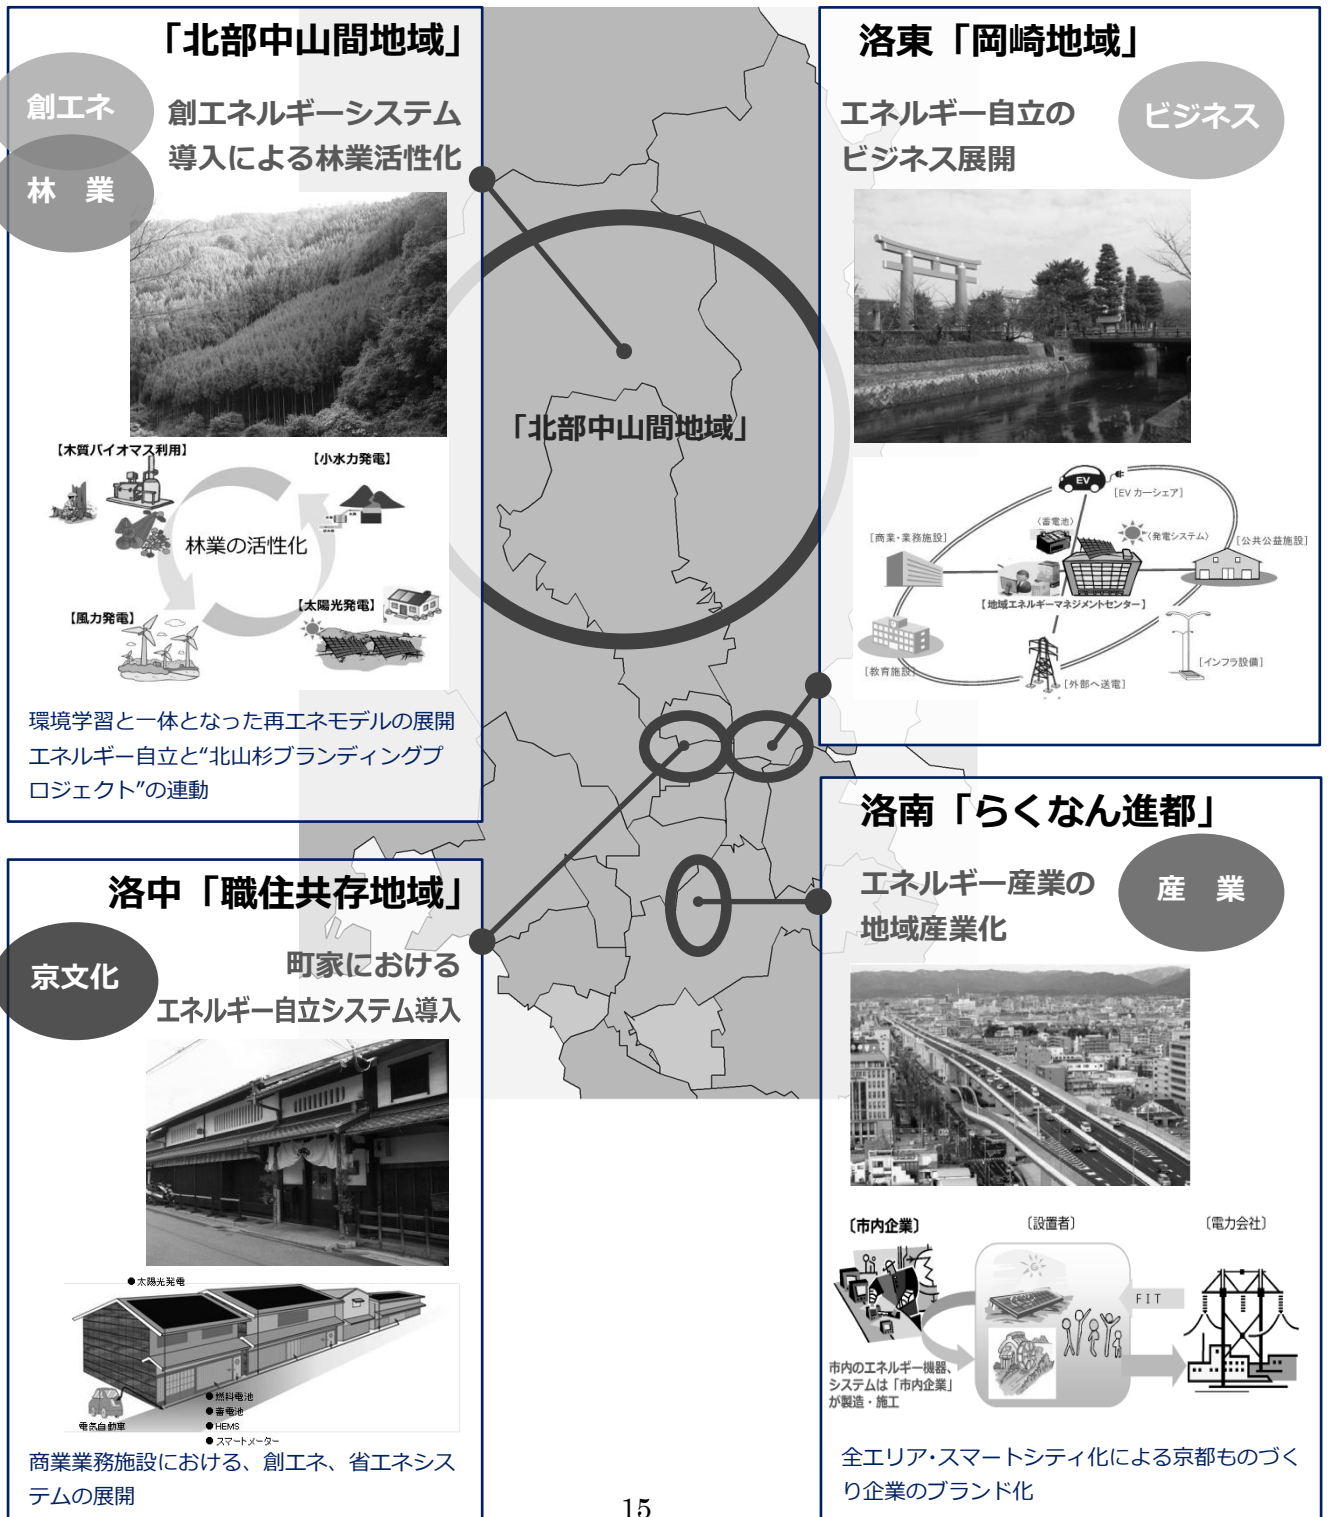 「北部中山間地域」
創エネ
林 業
創エネルギーシステム
導入による林業活性化
【木質バイオマス利用】
【小水力発電】
林業の活性化
【風力発電】
【太陽光発電】
環境学習と一体となった再エネモデルの展開
エネルギー自立と“北山杉ブランディングプ
ロジェクト”の連動
「北部中山間地域」
洛東「岡崎地域」
エネルギー自立の
ビジネス展開
ビジネス
EV
[EV カーシェア]
〈蓄電池〉
〈発電システム〉
[商業・業務施設]
[公共公益施設]
【地域エネルギーマネジメントセンター】
[教育施設]
[外部へ送電]
[インフラ設備]
洛中「職住共存地域」
京文化
町家における
エネルギー自立システム導入
●太陽光発電
●燃料電池
●蓄電池
●HEMS
●スマートメーター
電気自動車
商業業務施設における、創エネ、省エネシス
テムの展開
洛南「らくなん進都」
エネルギー産業の
地域産業化
産 業
〔市内企業〕
〔設置者〕
〔電力会社〕
FIT
市内のエネルギー機器、
システムは「市内企業」
が製造・施工
全エリア・スマートシティ化による京都ものづく
り企業のブランド化
15